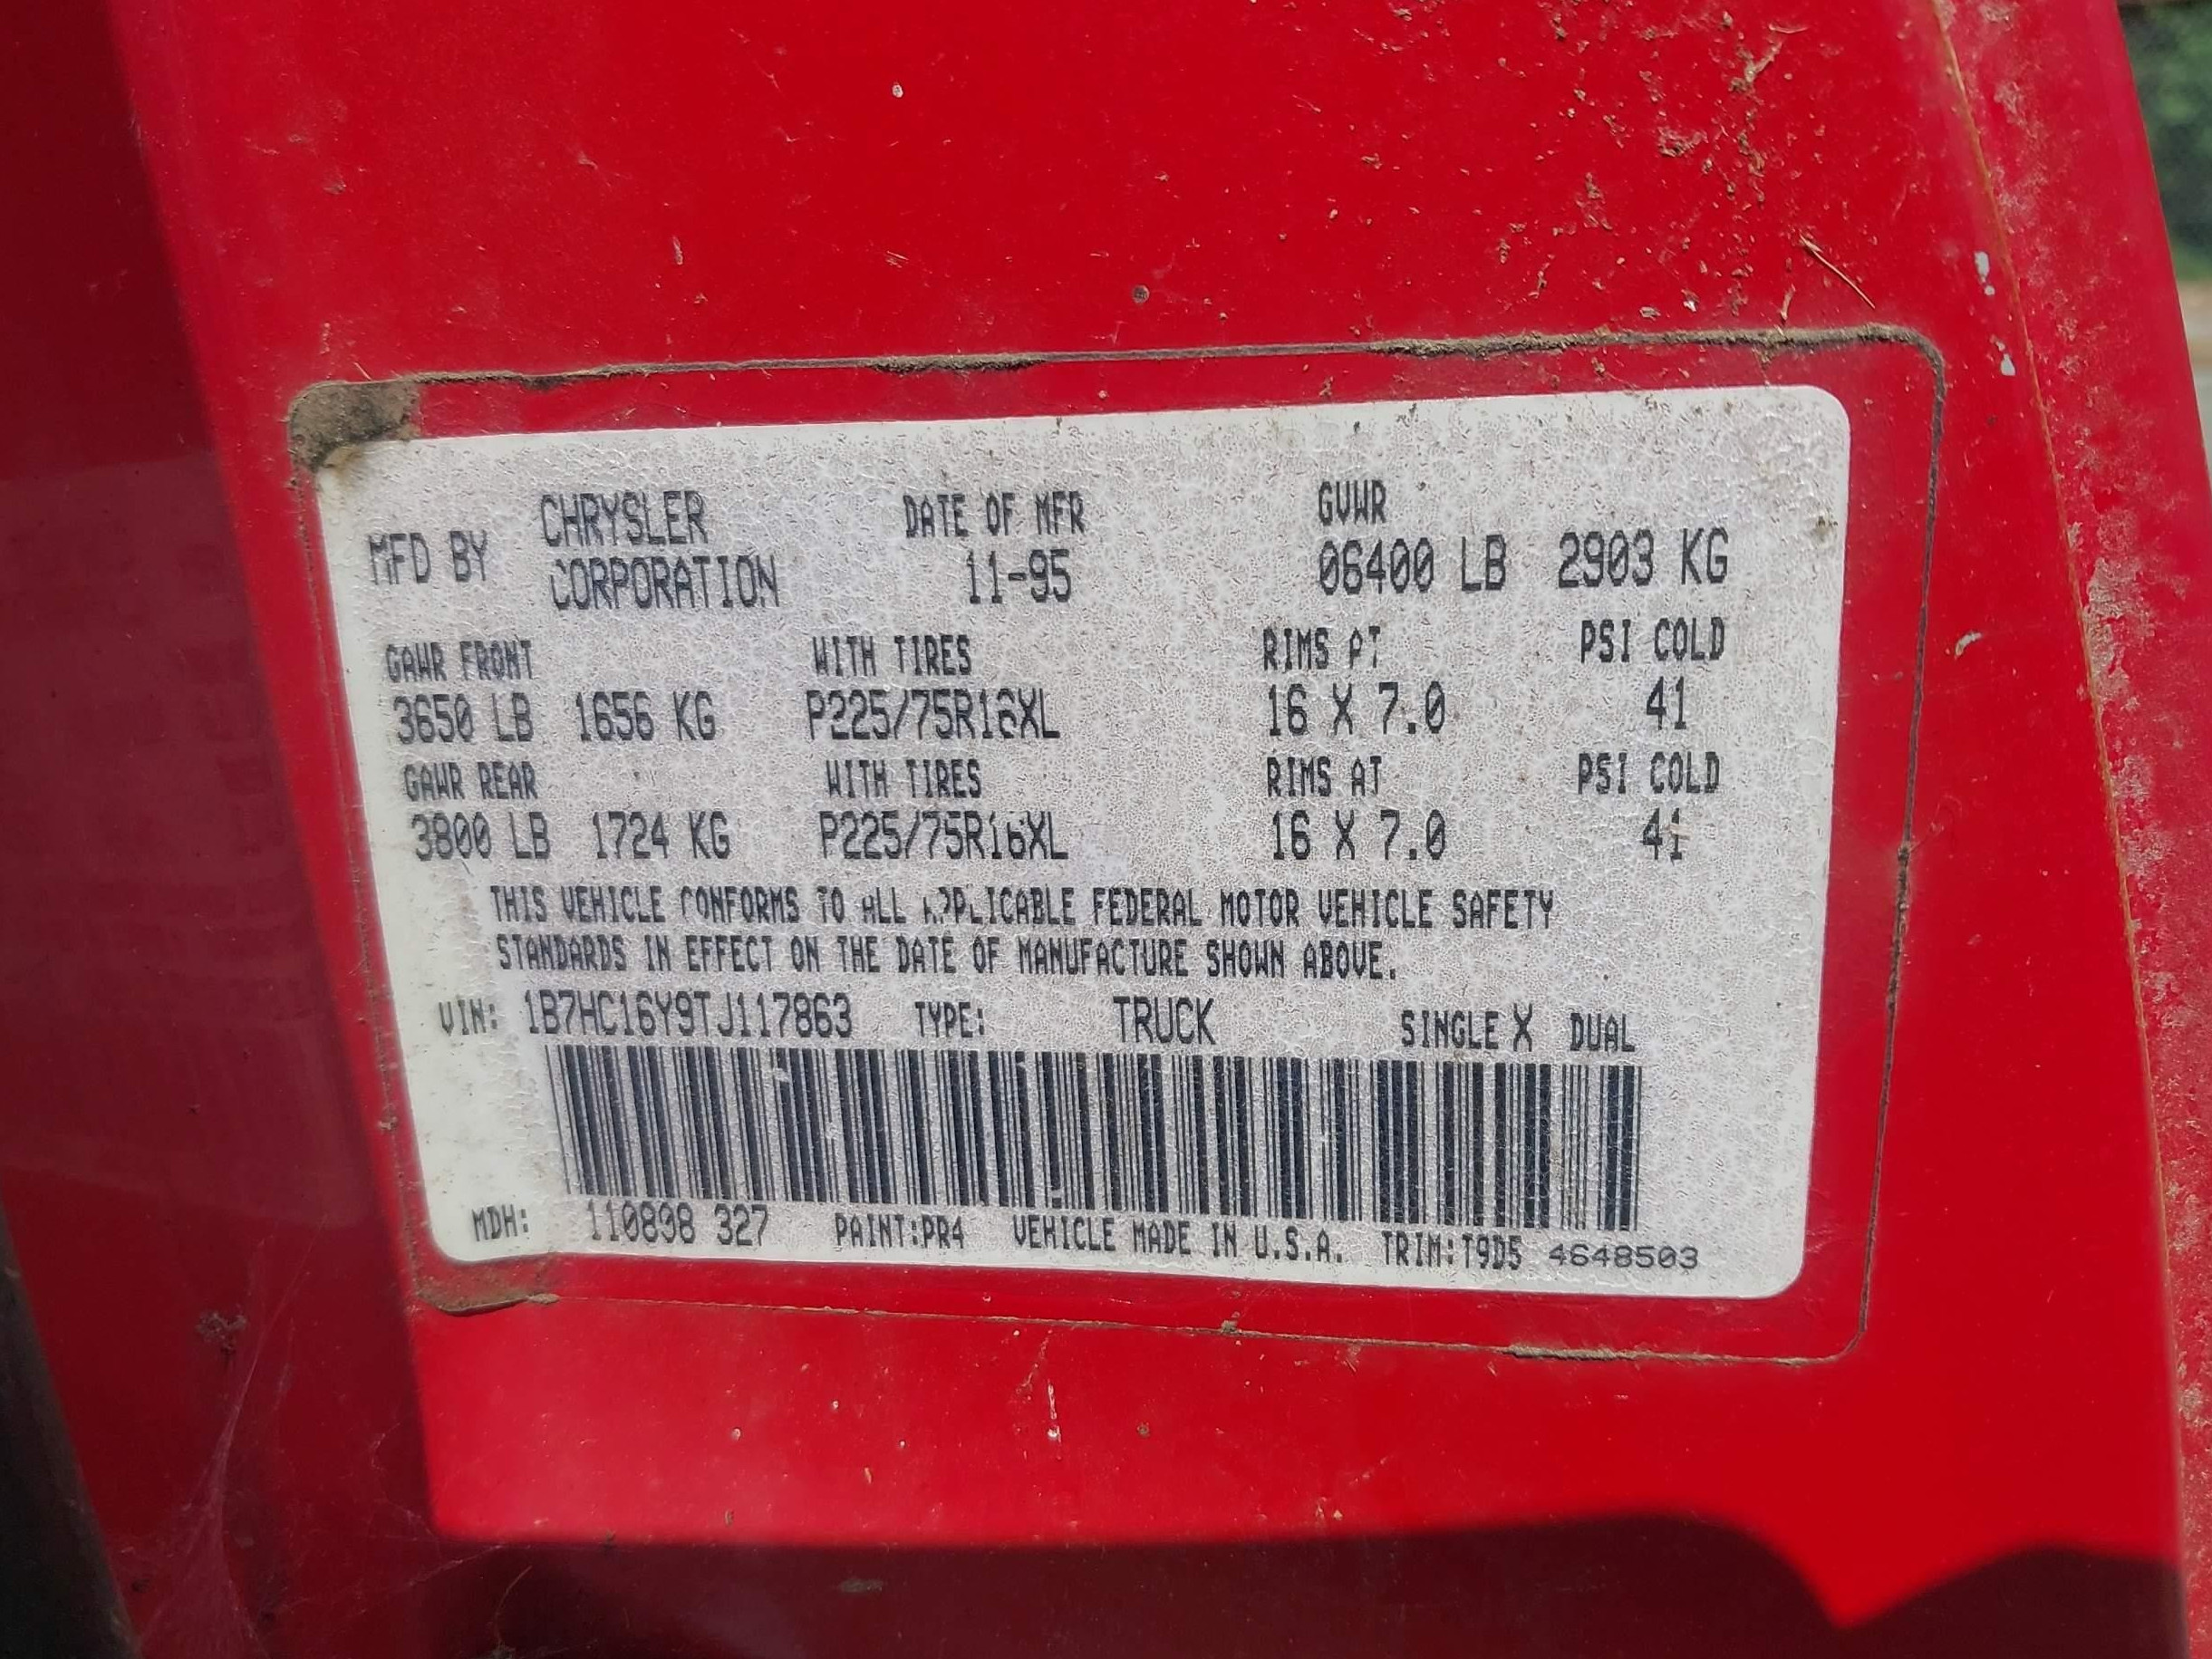 MFD BY CHRYSLER CORPORATION DATE OF MFR 11-95 GVWR 06400 LB 2903 KG
GAWR FRONT WITH TIRES RIMS AT PSI COLD
3650 LB 1656 KG P225/75R16XL 16 X 7.0 41
GAWR REAR WITH TIRES RIMS AT PSI COLD
3800 LB 1724 KG P225/75R16XL 16 X 7.0 41
THIS VEHICLE CONFORMS TO ALL APPLICABLE FEDERAL MOTOR VEHICLE SAFETY
STANDARDS IN EFFECT ON THE DATE OF MANUFACTURE SHOWN ABOVE.
VIN: 1B7HC16Y9TJ117863 TYPE: TRUCK SINGLE X DUAL
MDH: 110898 327 PAINT:PR4 VEHICLE MADE IN U.S.A. TRIM:T9D5 4648503